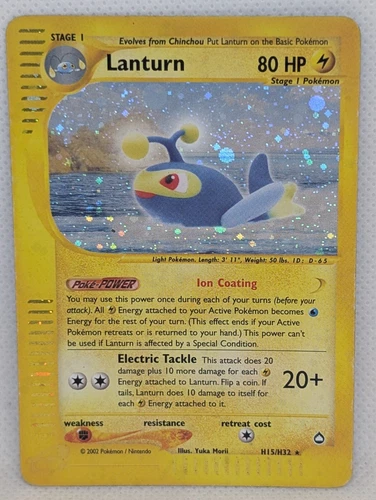 STAGE 1
Evolves from Chinchou Put Lanturn on the Basic Pokémon
Lanturn 80 HP
Stage 1 Pokémon
Light Pokémon. Length: 3' 11", Weight: 50 lbs. ID: D-65
Poké-POWER Ion Coating
You may use this power once during each of your turns (before your
attack). All Energy attached to your Active Pokémon becomes
Energy for the rest of your turn. (This effect ends if your Active
Pokémon retreats or is returned to your hand.) This power can't
be used if Lanturn is affected by a Special Condition.
Electric Tackle This attack does 20
damage plus 10 more damage for each
Energy attached to Lanturn. Flip a coin. If
tails, Lanturn does 10 damage to itself for
each Energy attached to it.
20+
weakness resistance retreat cost
© 2002 Pokémon / Nintendo Illus. Yuka Morii H15/H32 ★